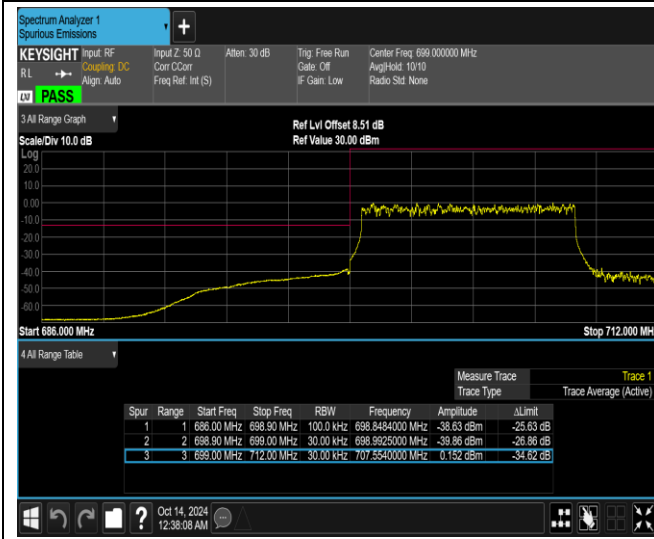 Spectrum Analyzer 1
Spurious Emissions
+
KEYSIGHT Input: RF Input Z: 50 Ω Atten: 30 dB Trig: Free Run Center Freq: 699.000000 MHz
RL Coupling: DC Corr CCorr Gate: Off Avg|Hold: 10/10
Align: Auto Freq Ref: Int (S) IF Gain: Low Radio Std: None
LXI PASS
3 All Range Graph
Ref Lvl Offset 8.51 dB
Scale/Div 10.0 dB Ref Value 30.00 dBm
Log
20.0
10.0
0.00
-10.0
-20.0
-30.0
-40.0
-50.0
-60.0
Start 686.000 MHz Stop 712.000 MH
4 All Range Table
Measure Trace Trace 1
Trace Type Trace Average (Active)
Spur Range Start Freq Stop Freq RBW Frequency Amplitude ΔLimit
1 1 686.00 MHz 698.90 MHz 100.0 kHz 698.8484000 MHz -38.63 dBm -25.63 dB
2 2 698.90 MHz 699.00 MHz 30.00 kHz 698.9925000 MHz -39.86 dBm -26.86 dB
3 3 699.00 MHz 712.00 MHz 30.00 kHz 707.5540000 MHz 0.152 dBm -34.62 dB
? Oct 14, 2024
12:38:08 AM